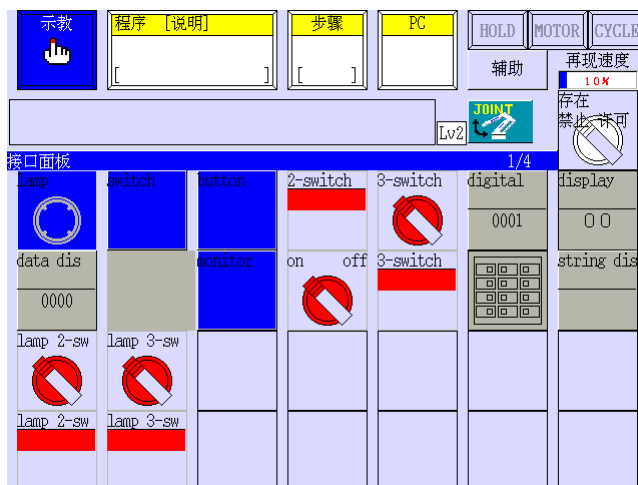 示教
程序 [说明]
步骤
PC
HOLD
MOTOR
CYCLE
[ ]
[ ]
辅助
再现速度
10%
Lv2
JOINT
存在
禁止 许可
接口面板
1/4
lamp
switch
button
2-switch
3-switch
digital
display
0001
00
data dis
monitor
on off
3-switch
string dis
0000
lamp 2-sw
lamp 3-sw
lamp 2-sw
lamp 3-sw